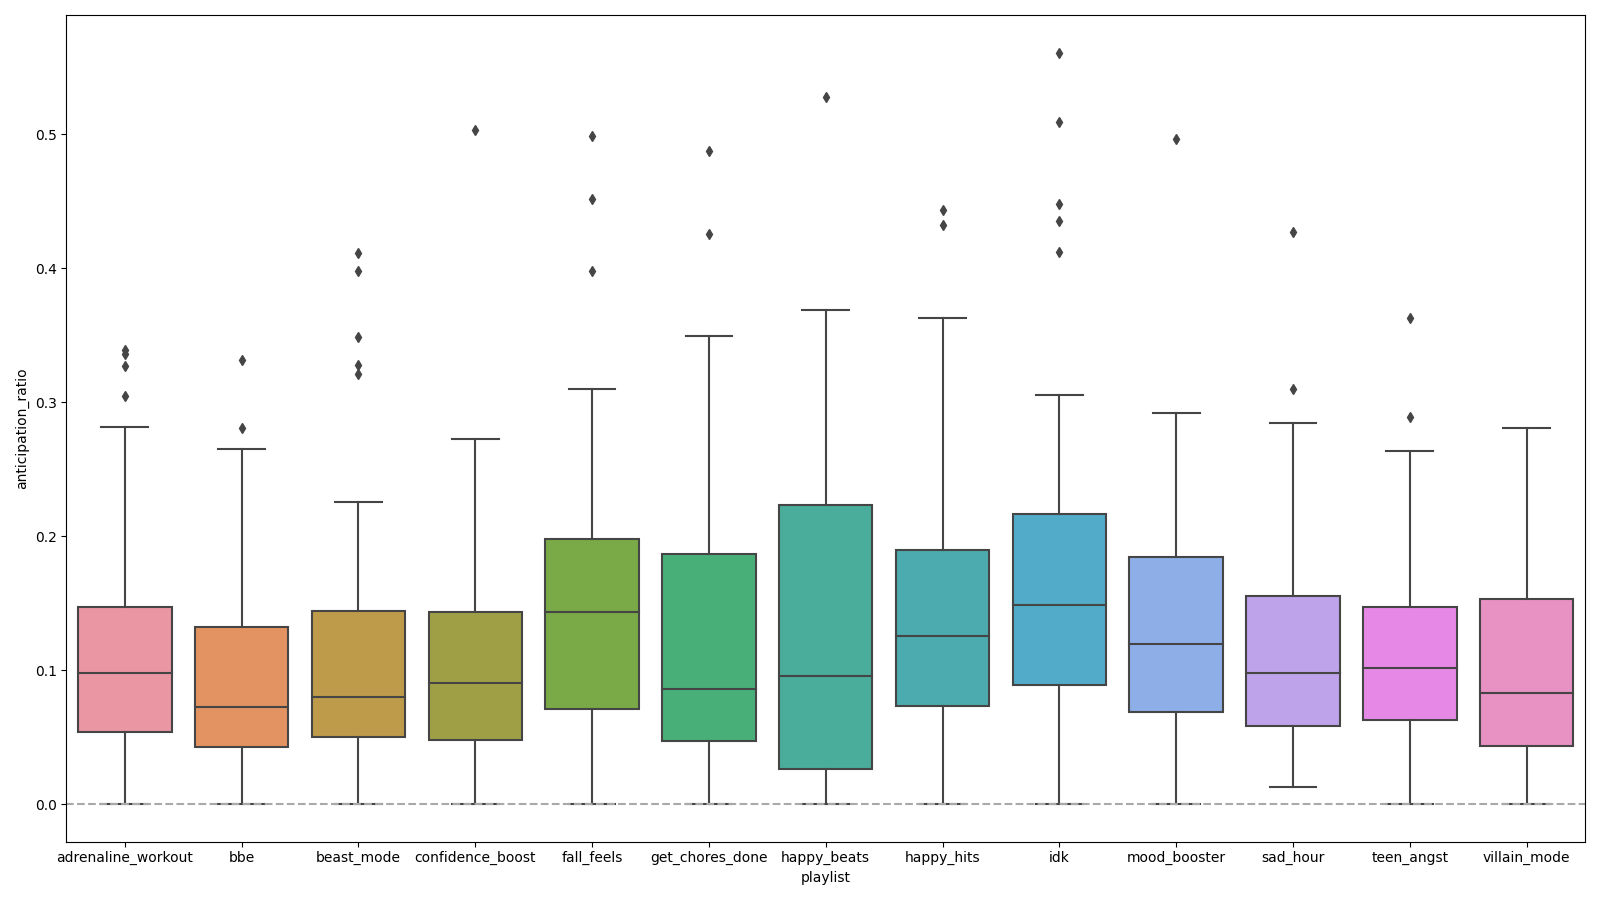 anticipation_ratio
0.5
0.4
0.3
0.2
0.1
0.0
adrenaline_workout bbe beast_mode confidence_boost fall_feels get_chores_done happy_beats happy_hits idk mood_booster sad_hour teen_angst villain_mode
playlist